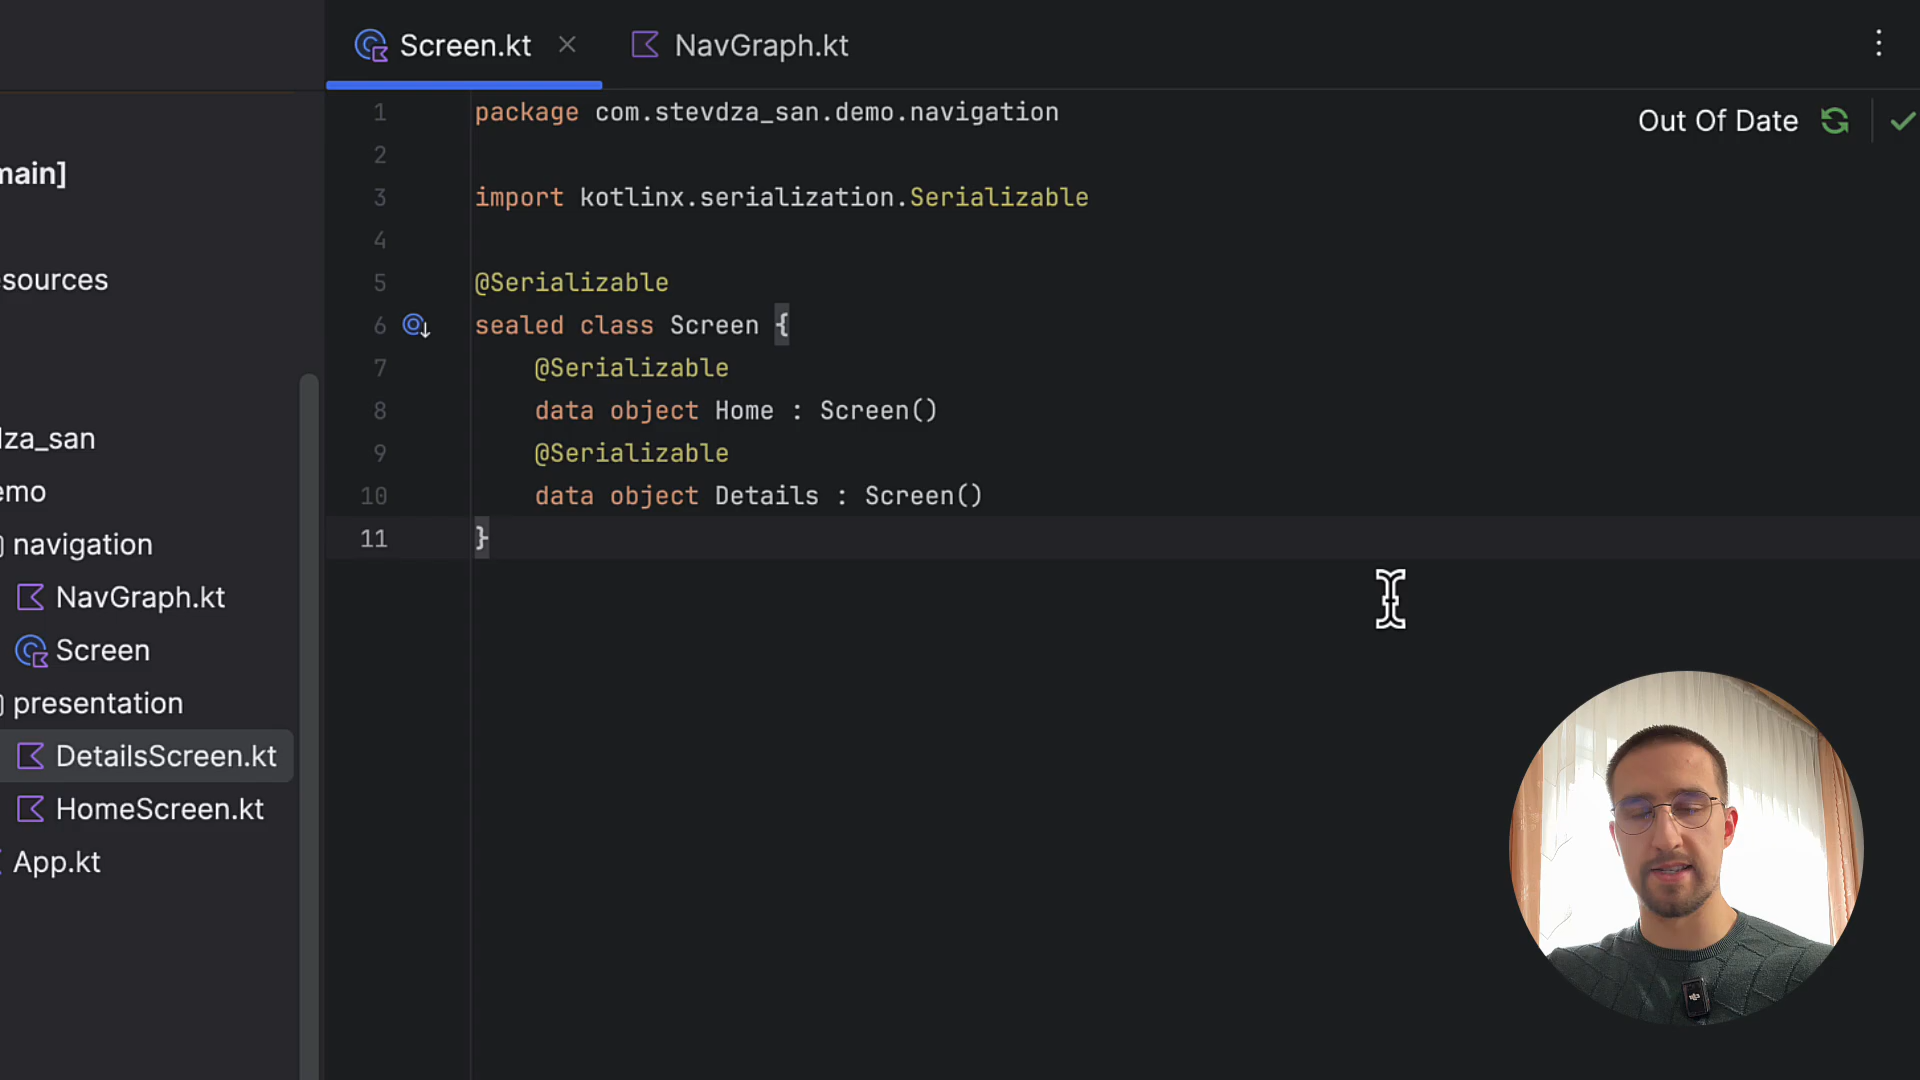 Screen.kt
NavGraph.kt
main]
sources
dza_san
emo
navigation
NavGraph.kt
Screen
presentation
DetailsScreen.kt
HomeScreen.kt
App.kt
Out Of Date
1 package com.stevdza_san.demo.navigation
2
3 import kotlinx.serialization.Serializable
4
5 @Serializable
6 sealed class Screen {
7 @Serializable
8 data object Home : Screen()
9 @Serializable
10 data object Details : Screen()
11 }